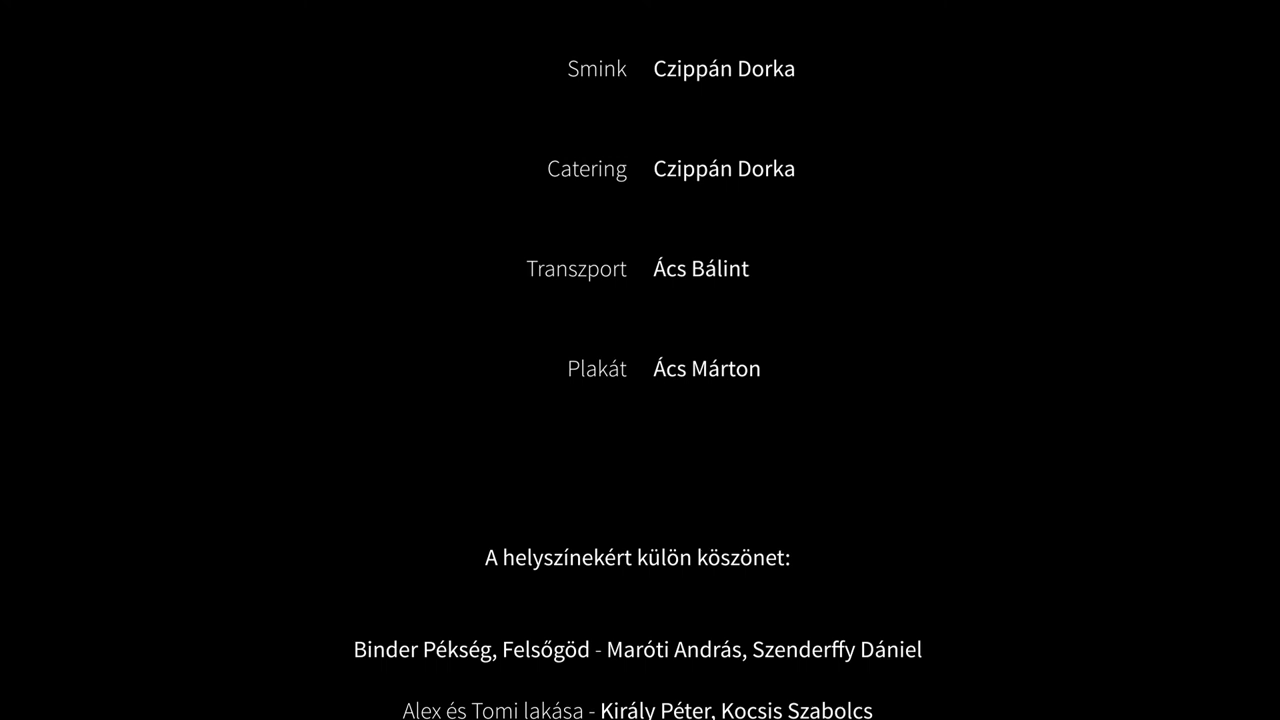 Smink Czippán Dorka
Catering Czippán Dorka
Transzport Ács Bálint
Plakát Ács Márton
A helyszínekért külön köszönet:
Binder Pékség, Felsőgöd - Maróti András, Szenderffy Dániel
Alex és Tomi lakása - Király Péter, Kocsis Szabolcs